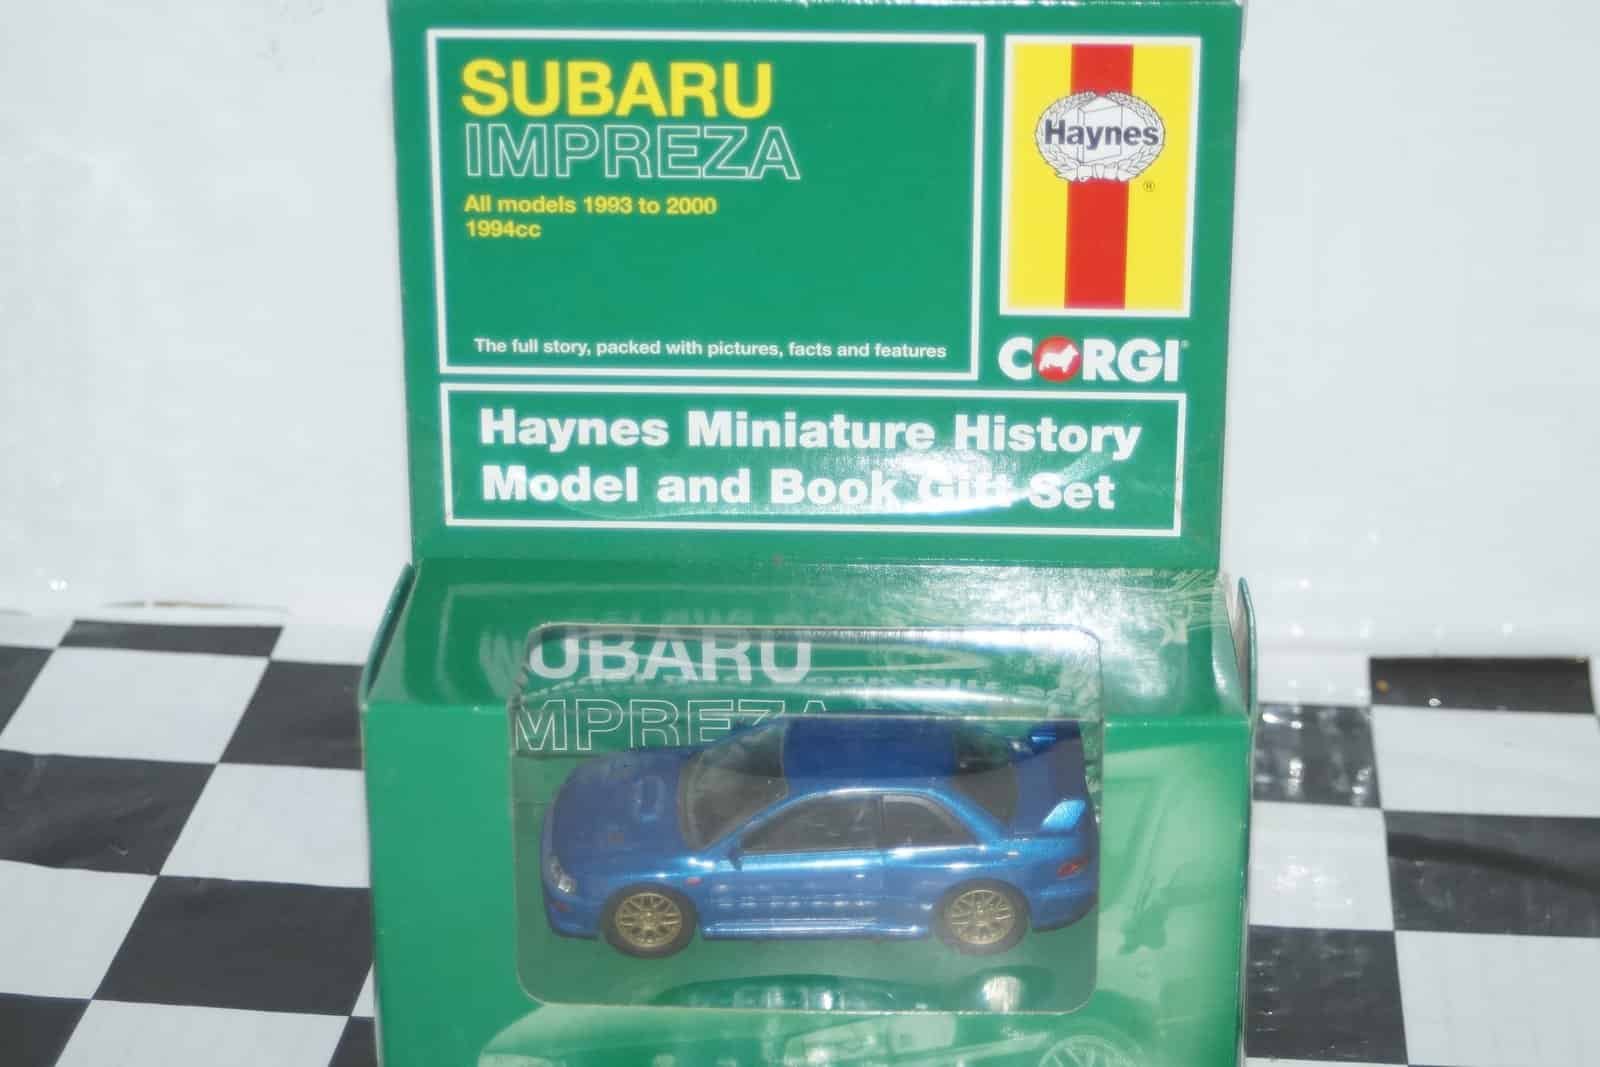 SUBARU
IMPREZA
All models 1993 to 2000
1994cc
The full story, packed with pictures, facts and features
Haynes
®
CORGI
Haynes Miniature History
Model and Book Gift Set
UBARU
MPREZA